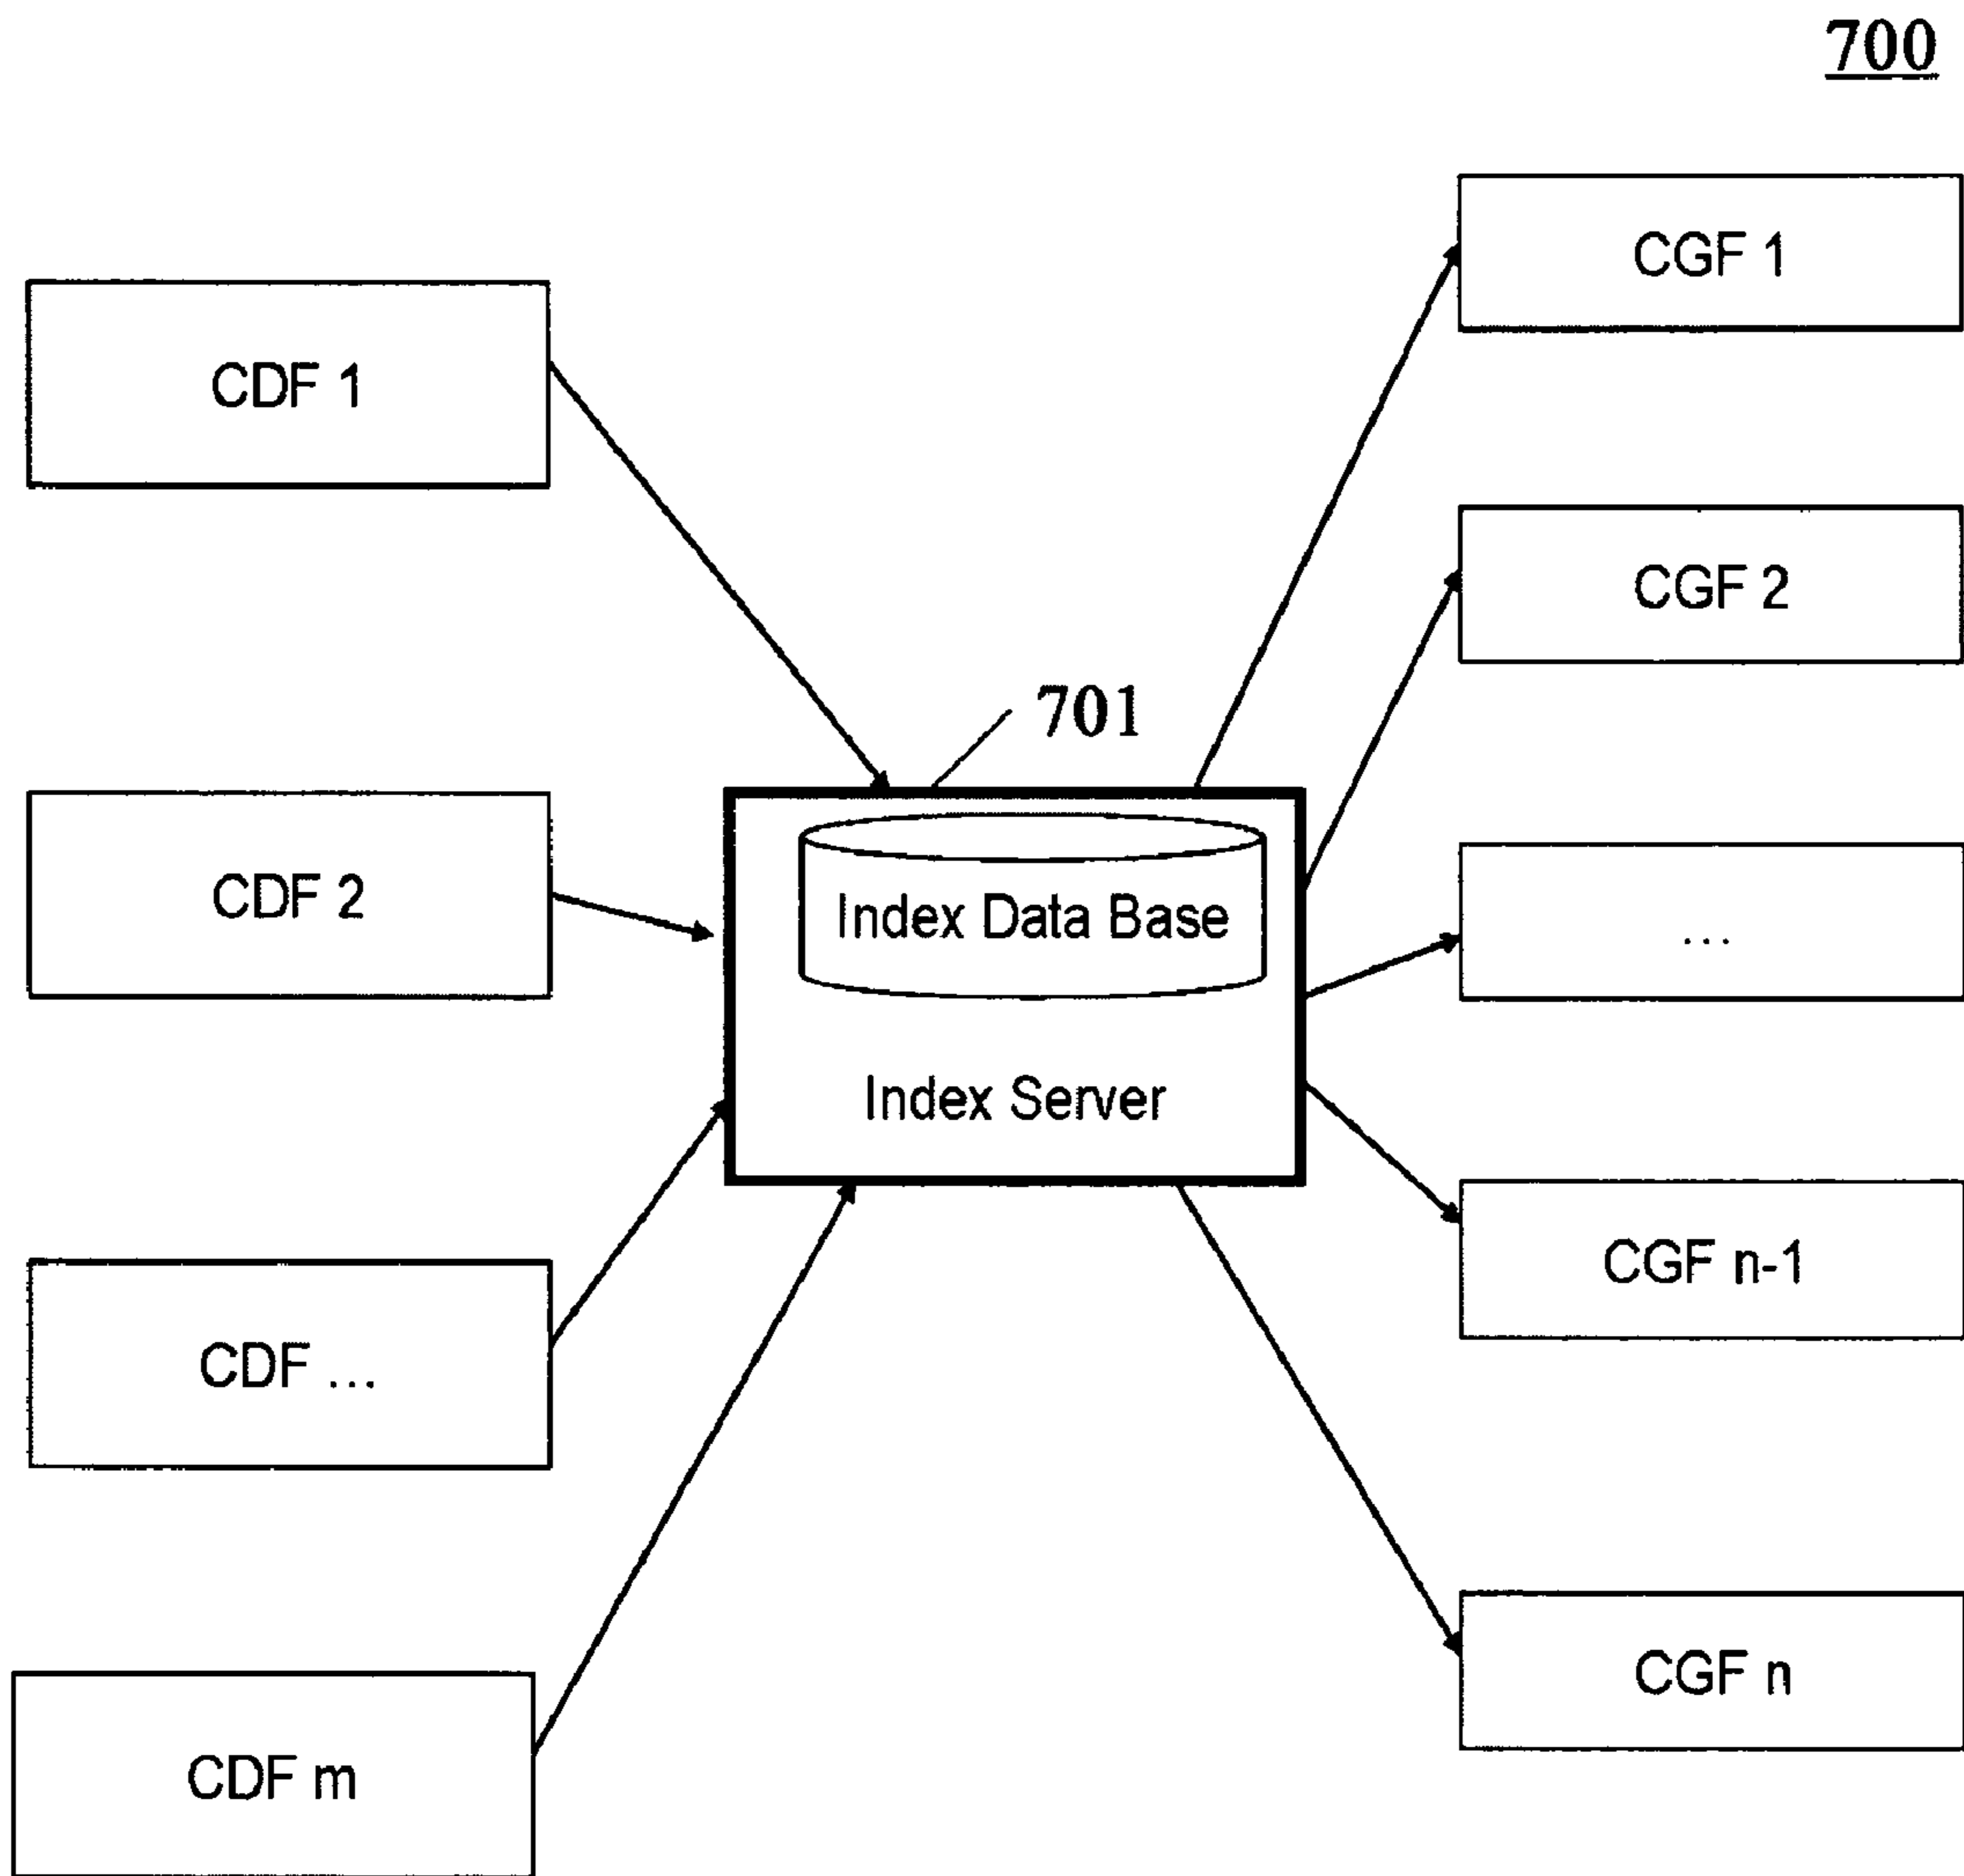 700
CGF 1
CDF 1
CGF 2
701
CDF 2
Index Data Base
...
Index Server
CGF n-1
CDF ...
CGF n
CDF m